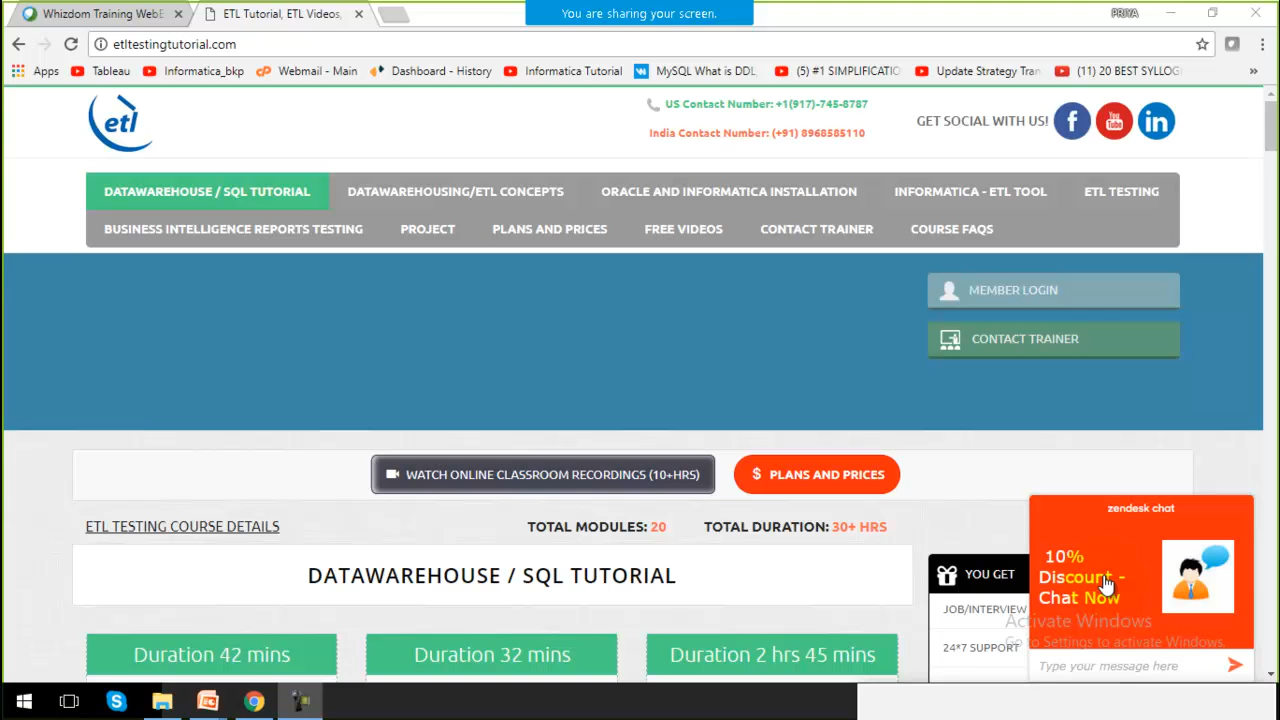 Whizdom Training WebE
ETL Tutorial, ETL Videos,
You are sharing your screen.
PRIYA
etltestingtutorial.com
Apps
Tableau
Informatica_bkp
Webmail - Main
Dashboard - History
Informatica Tutorial
MySQL What is DDL,
(5) #1 SIMPLIFICATIO
Update Strategy Tran
(11) 20 BEST SYLLOG
etl
US Contact Number: +1(917)-745-8787
India Contact Number: (+91) 8968585110
GET SOCIAL WITH US!
You Tube
DATAWAREHOUSE / SQL TUTORIAL
DATAWAREHOUSING/ETL CONCEPTS
ORACLE AND INFORMATICA INSTALLATION
INFORMATICA - ETL TOOL
ETL TESTING
BUSINESS INTELLIGENCE REPORTS TESTING
PROJECT
PLANS AND PRICES
FREE VIDEOS
CONTACT TRAINER
COURSE FAQS
MEMBER LOGIN
CONTACT TRAINER
WATCH ONLINE CLASSROOM RECORDINGS (10+HRS)
$ PLANS AND PRICES
ETL TESTING COURSE DETAILS
TOTAL MODULES: 20
TOTAL DURATION: 30+ HRS
DATAWAREHOUSE / SQL TUTORIAL
Duration 42 mins
Duration 32 mins
Duration 2 hrs 45 mins
YOU GET
JOB/INTERVIEW
24*7 SUPPORT
zendesk chat
10%
Discount -
Chat Now
Activate Windows
Go to Settings to activate Windows.
Type your message here